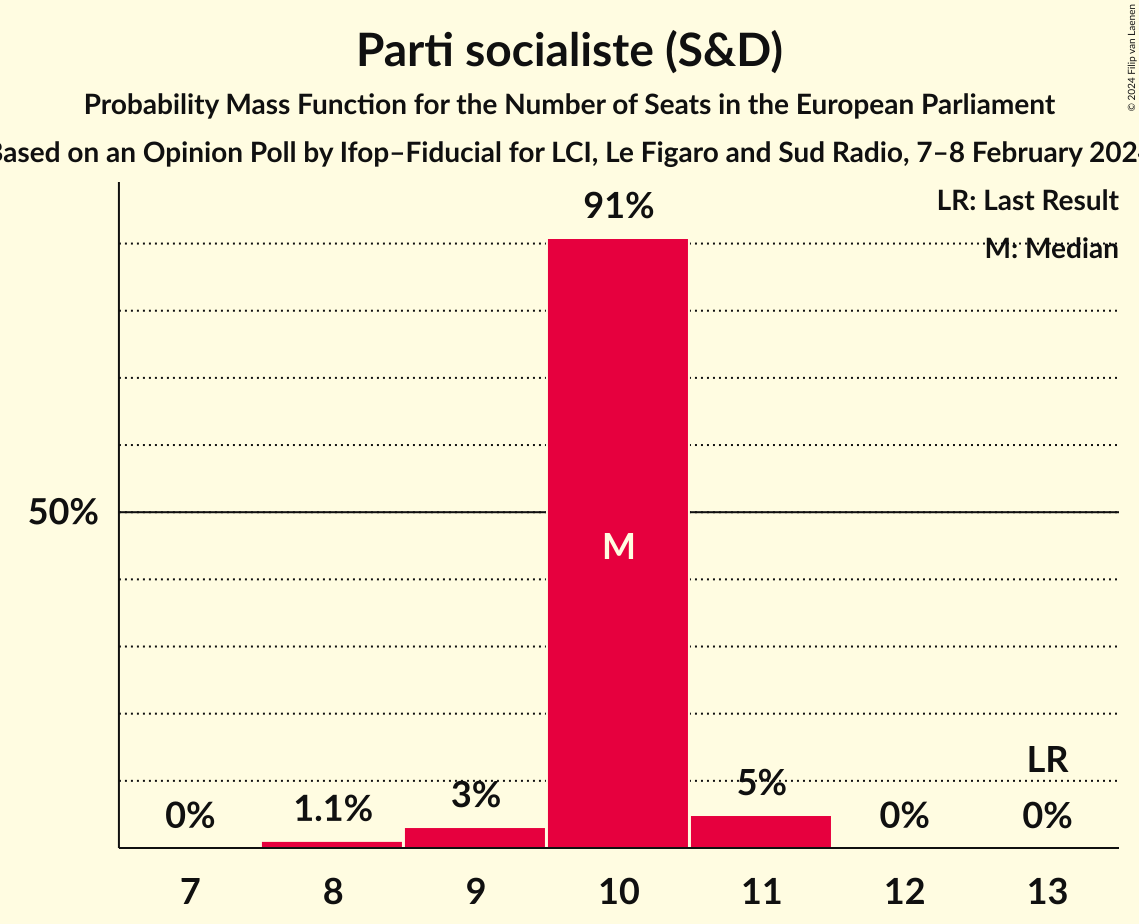 Parti socialiste (S&D)
Probability Mass Function for the Number of Seats in the European Parliament
Based on an Opinion Poll by Ifop–Fiducial for LCI, Le Figaro and Sud Radio, 7–8 February 2024
© 2024 Filip van Laenen
LR: Last Result
M: Median
91%
50%
M
LR
0%
1.1%
3%
5%
0%
0%
7
8
9
10
11
12
13